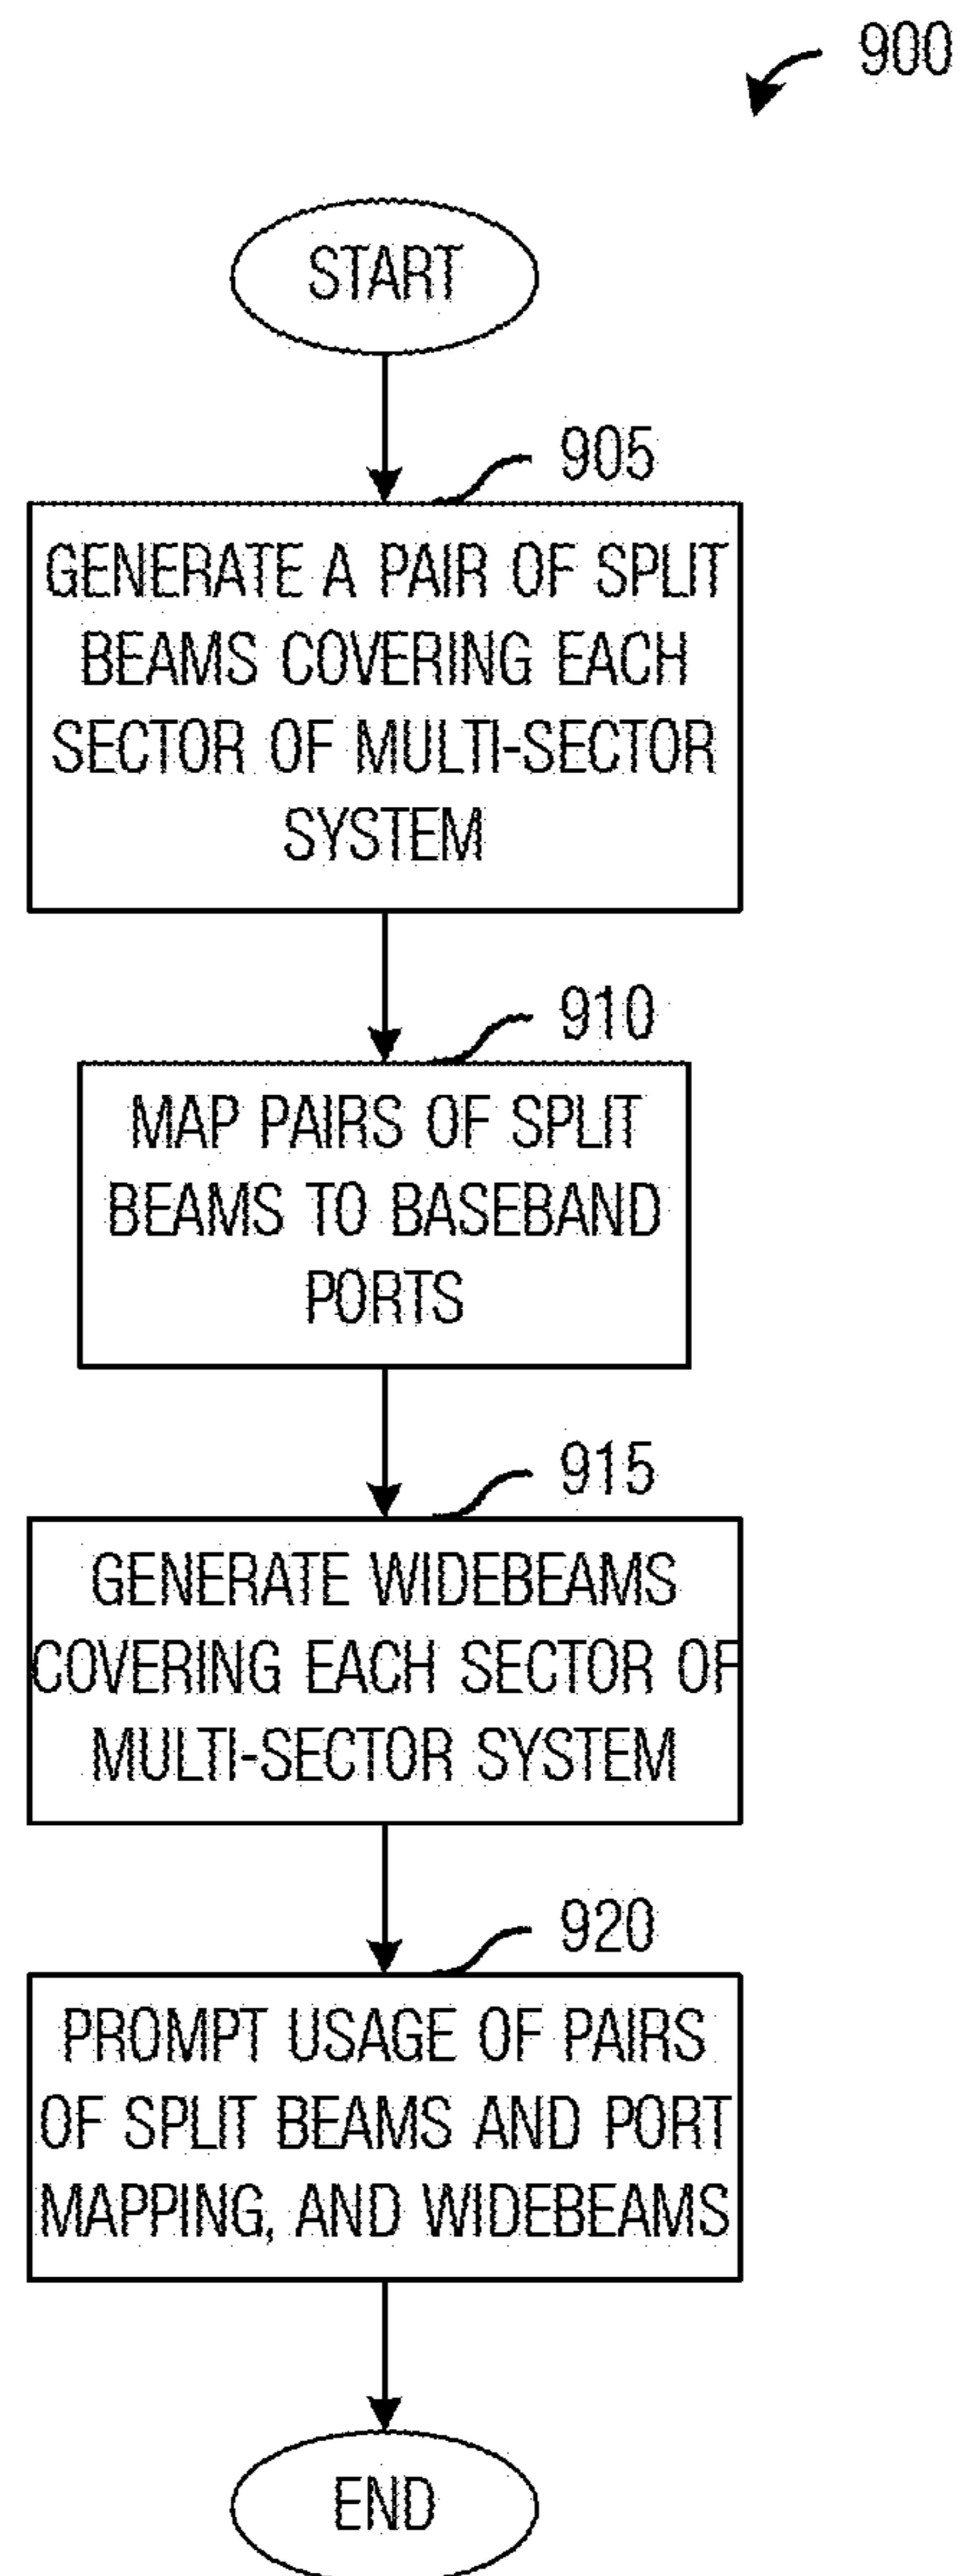 900
START
905
GENERATE A PAIR OF SPLIT
BEAMS COVERING EACH
SECTOR OF MULTI-SECTOR
SYSTEM
910
MAP PAIRS OF SPLIT
BEAMS TO BASEBAND
PORTS
915
GENERATE WIDEBEAMS
COVERING EACH SECTOR OF
MULTI-SECTOR SYSTEM
920
PROMPT USAGE OF PAIRS
OF SPLIT BEAMS AND PORT
MAPPING, AND WIDEBEAMS
END